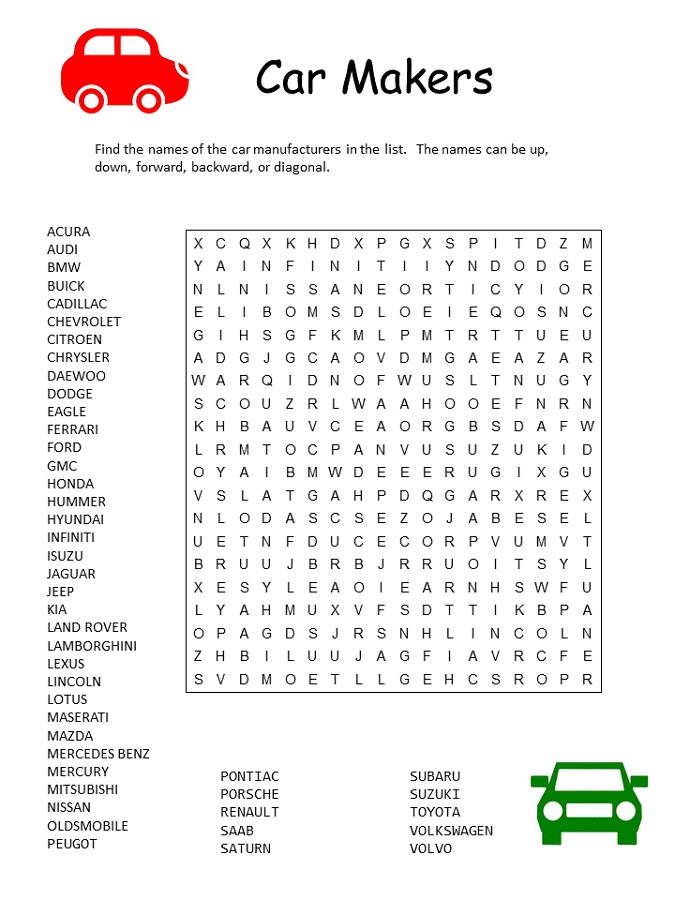 Car Makers
Find the names of the car manufacturers in the list. The names can be up,
down, forward, backward, or diagonal.
ACURA
AUDI
BMW
BUICK
CADILLAC
CHEVROLET
CITROEN
CHRYSLER
DAEWOO
DODGE
EAGLE
FERRARI
FORD
GMC
HONDA
HUMMER
HYUNDAI
INFINITI
ISUZU
JAGUAR
JEEP
KIA
LAND ROVER
LAMBORGHINI
LEXUS
LINCOLN
LOTUS
MASERATI
MAZDA
MERCEDES BENZ
MERCURY
MITSUBISHI
NISSAN
OLDSMOBILE
PEUGOT
X C Q X K H D X P G X S P I T D Z M
Y A I N F I N I T I I Y N D O D G E
N L N I S S A N E O R T I C Y I O R
E L I B O M S D L O E I E Q O S N C
G I H S G F K M L P M T R T T U E U
A D G J G C A O V D M G A E A Z A R
W A R Q I D N O F W U S L T N U G Y
S C O U Z R L W A A H O O E F N R N
K H B A U V C E A O R G B S D A F W
L R M T O C P A N V U S U Z U K I D
O Y A I B M W D E E E R U G I X G U
V S L A T G A H P D Q G A R X R E X
N L O D A S C S E Z O J A B E S E L
U E T N F D U C E C O R P V U M V T
B R U U J B R B J R R U O I T S Y L
X E S Y L E A O I E A R N H S W F U
L Y A H M U X V F S D T T I K B P A
O P A G D S J R S N H L I N C O L N
Z H B I L U U J A G F I A V R C F E
S V D M O E T L L G E H C S R O P R
PONTIAC
PORSCHE
RENAULT
SAAB
SATURN
SUBARU
SUZUKI
TOYOTA
VOLKSWAGEN
VOLVO